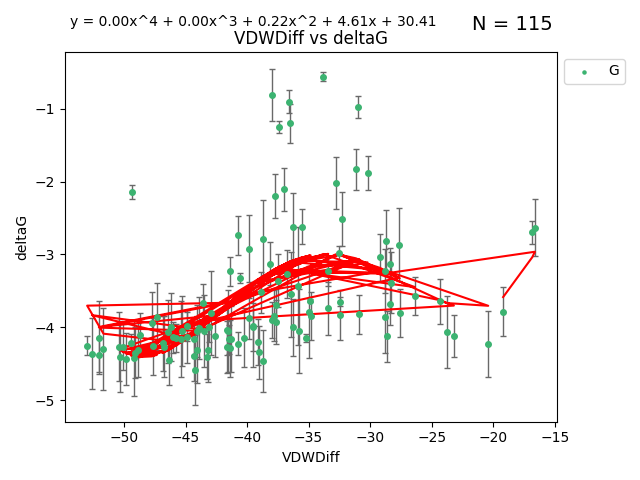 y = 0.00x^4 + 0.00x^3 + 0.22x^2 + 4.61x + 30.41
N = 115
VDWDiff vs deltaG
G
−1
−2
−3
−4
−5
deltaG
−50 −45 −40 −35 −30 −25 −20 −15
VDWDiff